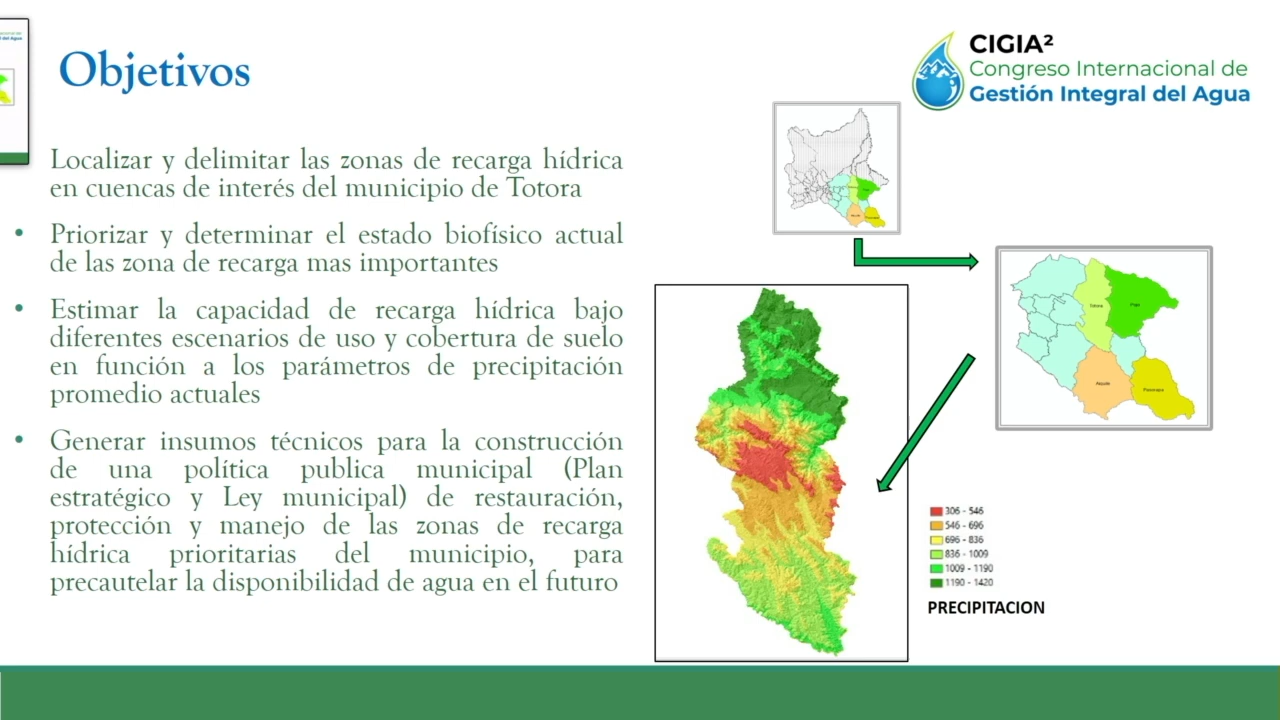 Objetivos
CIGIA²
Congreso Internacional de
Gestión Integral del Agua
Localizar y delimitar las zonas de recarga hídrica
en cuencas de interés del municipio de Totora
• Priorizar y determinar el estado biofísico actual
de las zona de recarga mas importantes
• Estimar la capacidad de recarga hídrica bajo
diferentes escenarios de uso y cobertura de suelo
en función a los parámetros de precipitación
promedio actuales
• Generar insumos técnicos para la construcción
de una política publica municipal (Plan
estratégico y Ley municipal) de restauración,
protección y manejo de las zonas de recarga
hídrica prioritarias del municipio, para
precautelar la disponibilidad de agua en el futuro
Totora
Pojo
Aiquile
Pasorapa
306 - 546
546 - 696
696 - 836
836 - 1009
1009 - 1190
1190 - 1420
PRECIPITACION